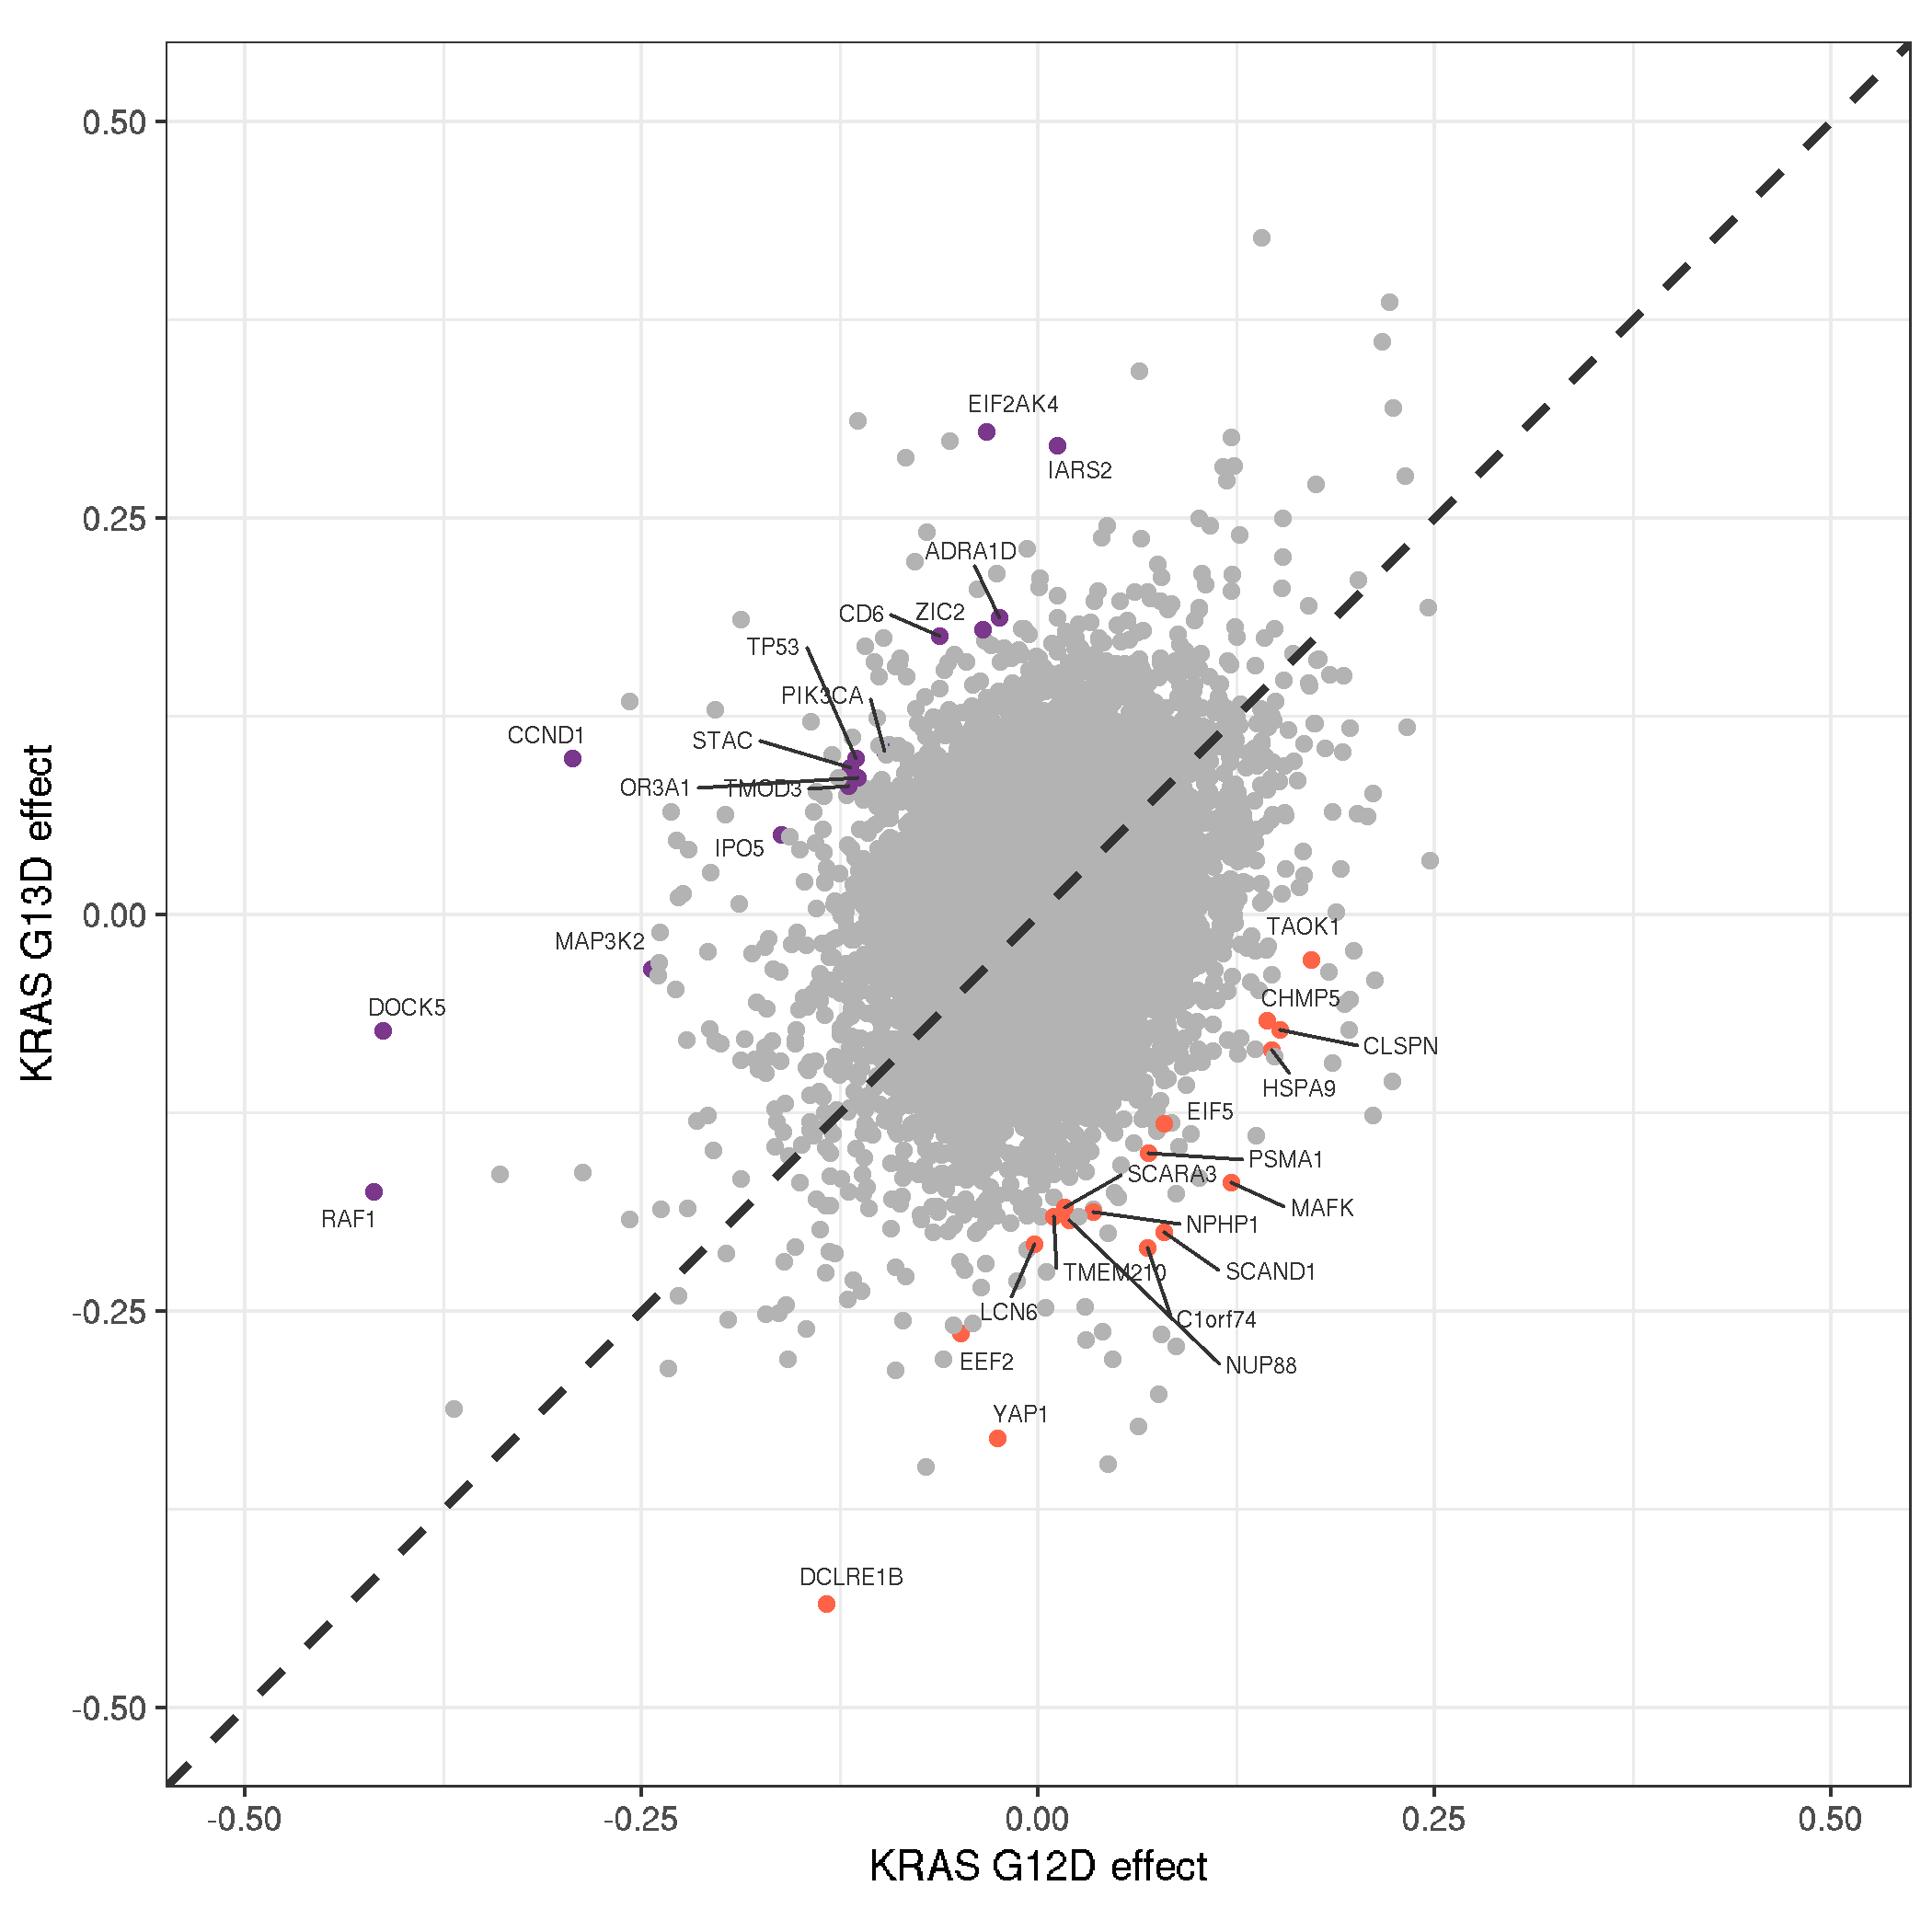 0.50
0.25
0.00
-0.25
-0.50
KRAS G13D effect
EIF2AK4
IARS2
ADRA1D
CD6
ZIC2
TP53
PIK3CA
CCND1
STAC
OR3A1
TMOD3
IPO5
TAOK1
MAP3K2
CHMP5
DOCK5
CLSPN
HSPA9
EIF5
PSMA1
SCARA3
MAFK
RAF1
NPHP1
TMEM210
SCAND1
LCN6
C1orf74
EEF2
NUP88
YAP1
DCLRE1B
-0.50
-0.25
0.00
0.25
0.50
KRAS G12D effect